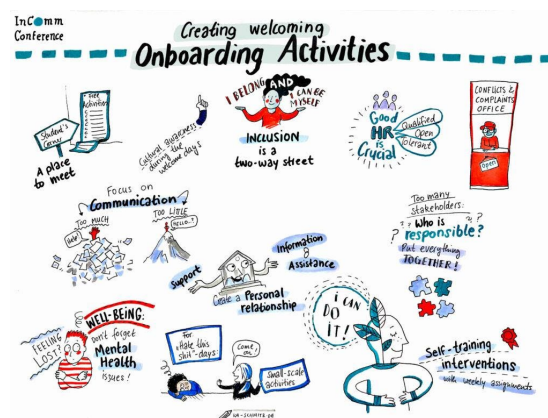 InComm
Conference
Creating welcoming
Onboarding Activities
Activities
Student's
Corner
A place
to meet
Cultural awareness
during the
welcome days
I BELONG AND
I CAN BE
MYSELF
INCLUSION
is a
two-way street
Good
HR
is
Crucial
Qualified
Open
Tolerant
CONFLICTS &
COMPLAINTS
OFFICE
Open
Focus on
Communication
TOO MUCH
Help!
TOO LITTLE
HELLO..?
Support
Information
&
Assistance
Create a Personal
relationship
Too many
stakeholders:
Who is
responsible?
Put everything
TOGETHER!
FEELING
LOST?
WELL-BEING:
Don't forget
Mental
Health
issues!
For
"Hate this
shit"-days:
Come
on!
Small-scale
activities
I CAN
DO
IT!
Self-training
interventions
with weekly assignments